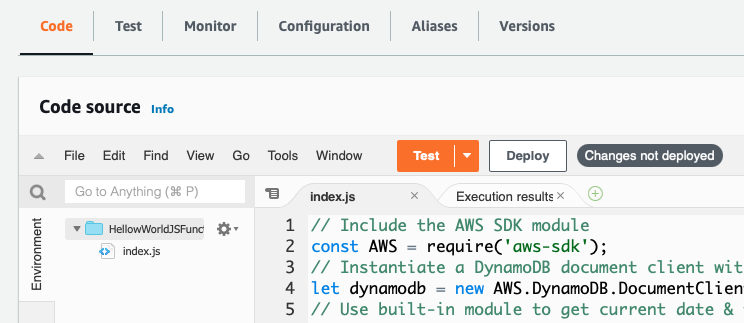 Code Test Monitor Configuration Aliases Versions
Code source Info
File Edit Find View Go Tools Window Test Deploy Changes not deployed
Go to Anything (⌘ P) index.js × Execution results ×
Environment
HellowWorldJSFunct
index.js
1 // Include the AWS SDK module
2 const AWS = require('aws-sdk');
3 // Instantiate a DynamoDB document client wit
4 let dynamodb = new AWS.DynamoDB.DocumentClien
5 // Use built-in module to get current date &